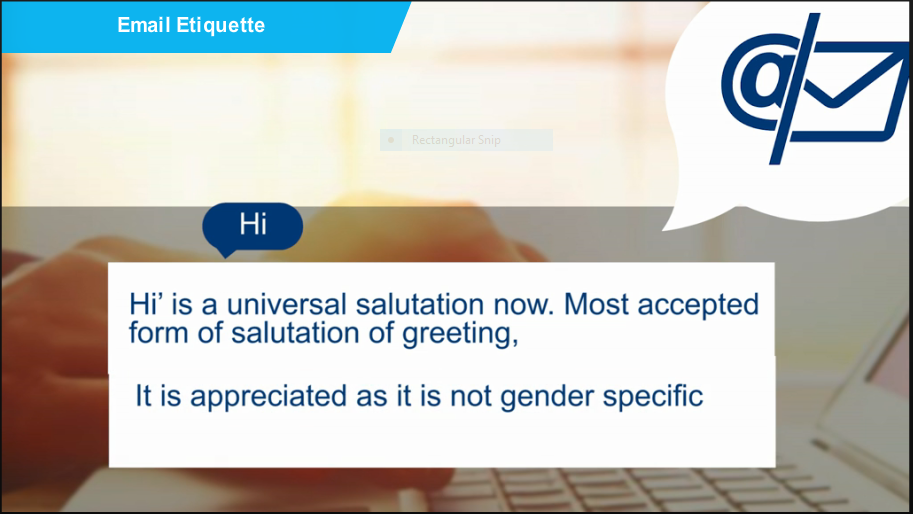 Email Etiquette
@
Rectangular Snip
Hi
Hi’ is a universal salutation now. Most accepted
form of salutation of greeting,
It is appreciated as it is not gender specific